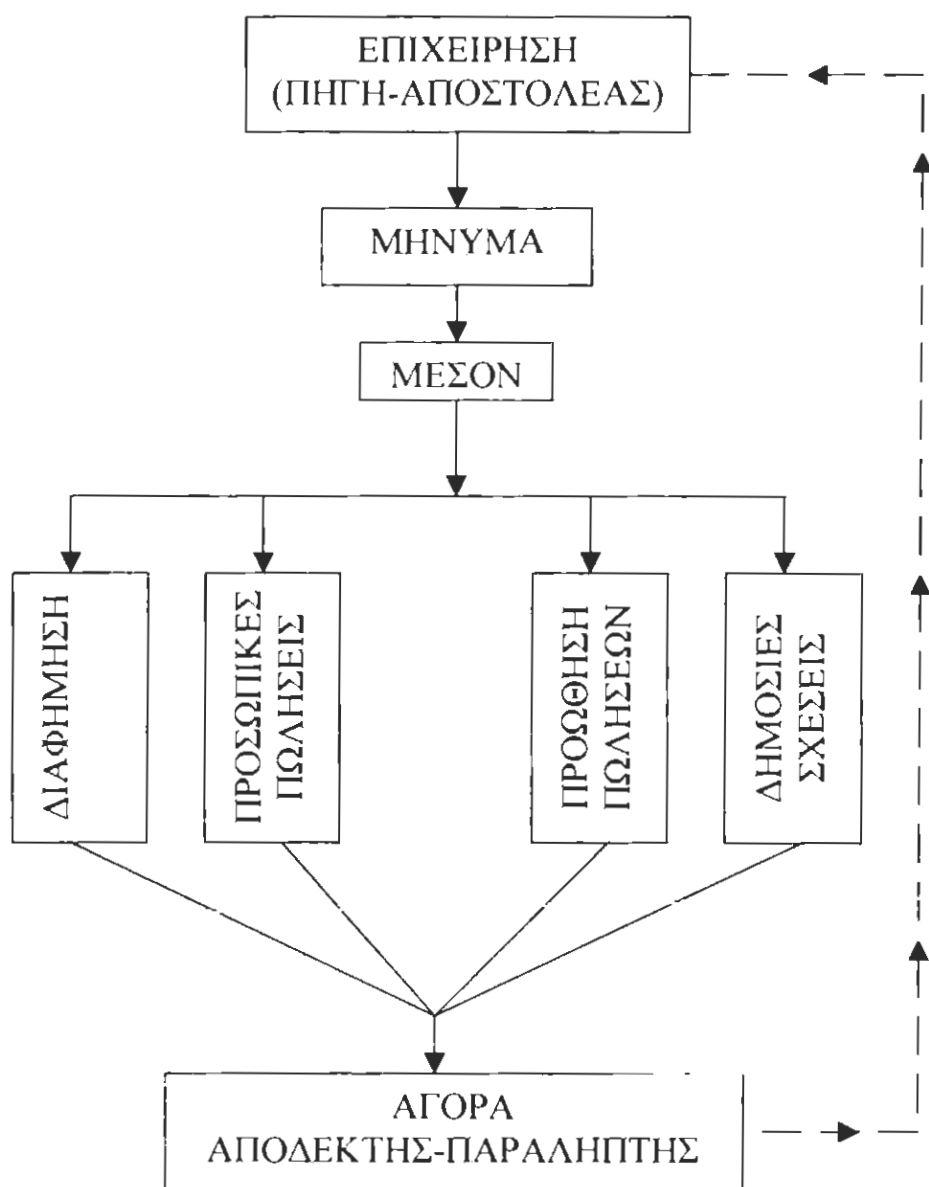 ΕΠΙΧΕΙΡΗΣΗ
(ΠΗΓΗ-ΑΠΟΣΤΟΛΕΑΣ)
ΜΗΝΥΜΑ
ΜΕΣΟΝ
ΔΙΑΦΗΜΗΣΗ
ΠΡΟΣΩΠΙΚΕΣ
ΠΩΛΗΣΕΙΣ
ΠΡΟΩΘΗΣΗ
ΠΩΛΗΣΕΩΝ
ΔΗΜΟΣΙΕΣ
ΣΧΕΣΕΙΣ
ΑΓΟΡΑ
ΑΠΟΔΕΚΤΗΣ-ΠΑΡΑΛΗΠΤΗΣ